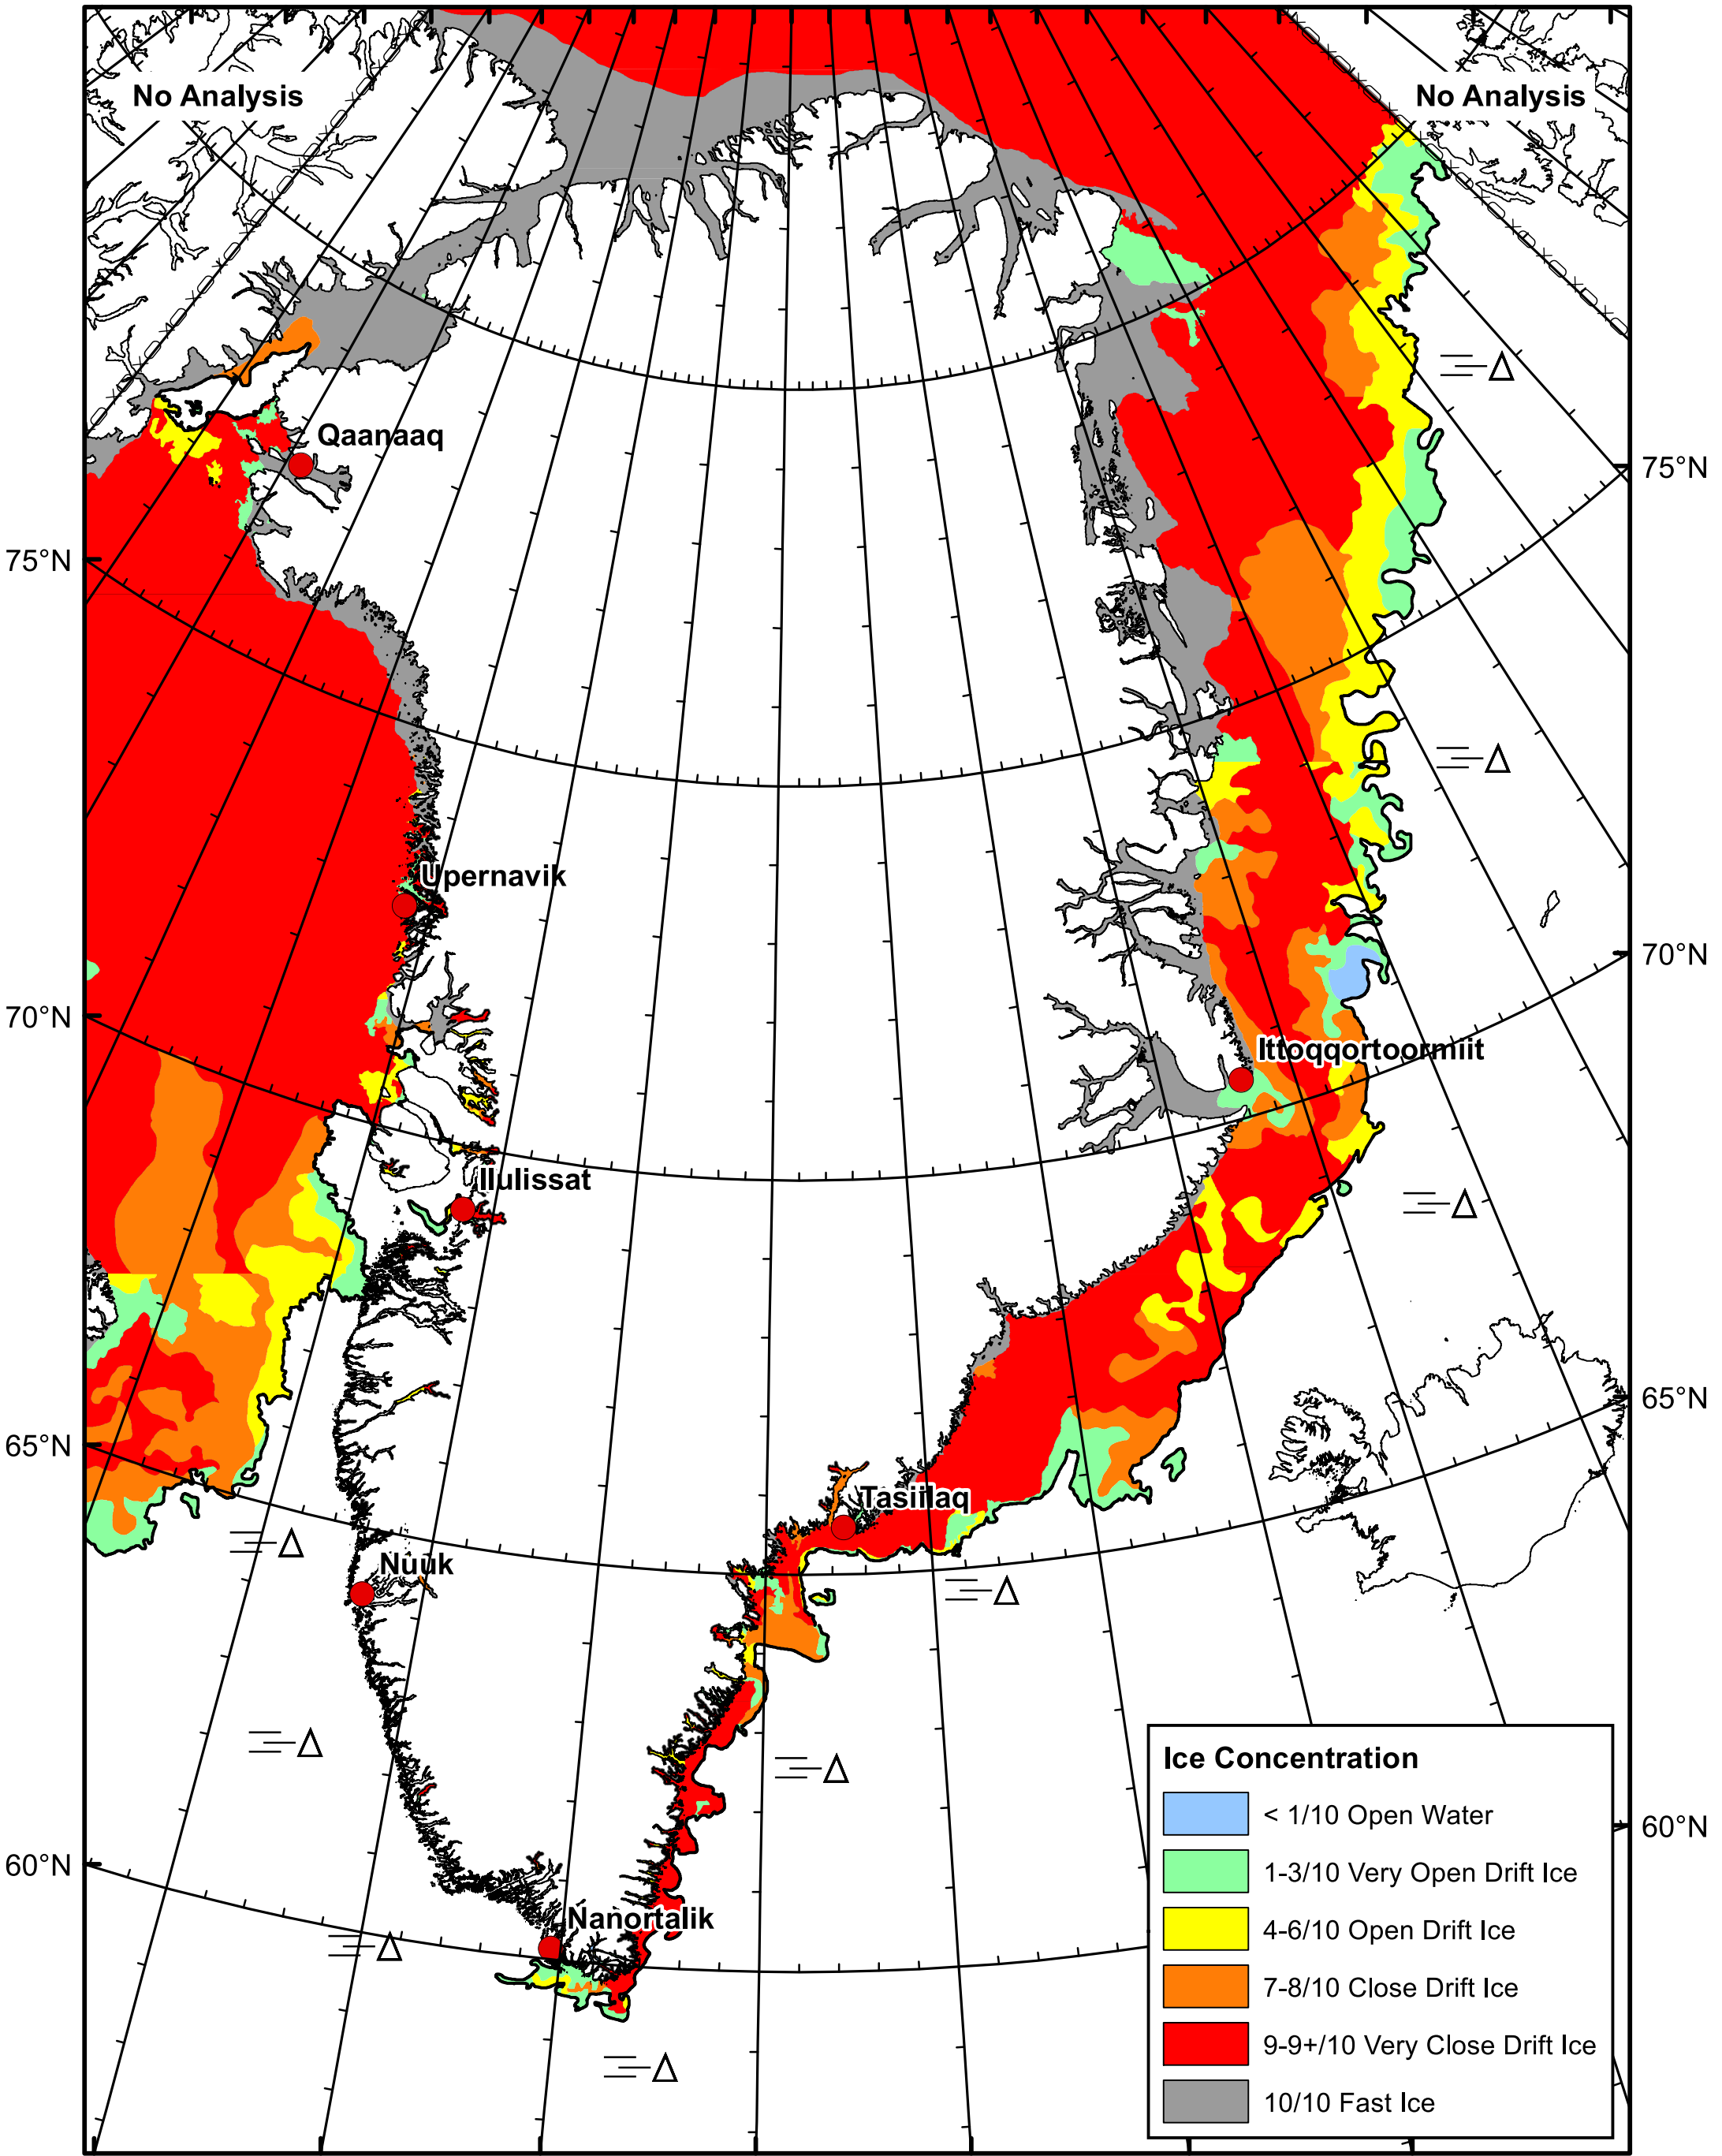 No Analysis
No Analysis
Qaanaaq
75°N
75°N
Upernavik
70°N
70°N
Ittoqqortoormiit
Ilulissat
65°N
65°N
Tasiilaq
Nuuk
60°N
60°N
Nanortalik
Ice Concentration
< 1/10 Open Water
1-3/10 Very Open Drift Ice
4-6/10 Open Drift Ice
7-8/10 Close Drift Ice
9-9+/10 Very Close Drift Ice
10/10 Fast Ice